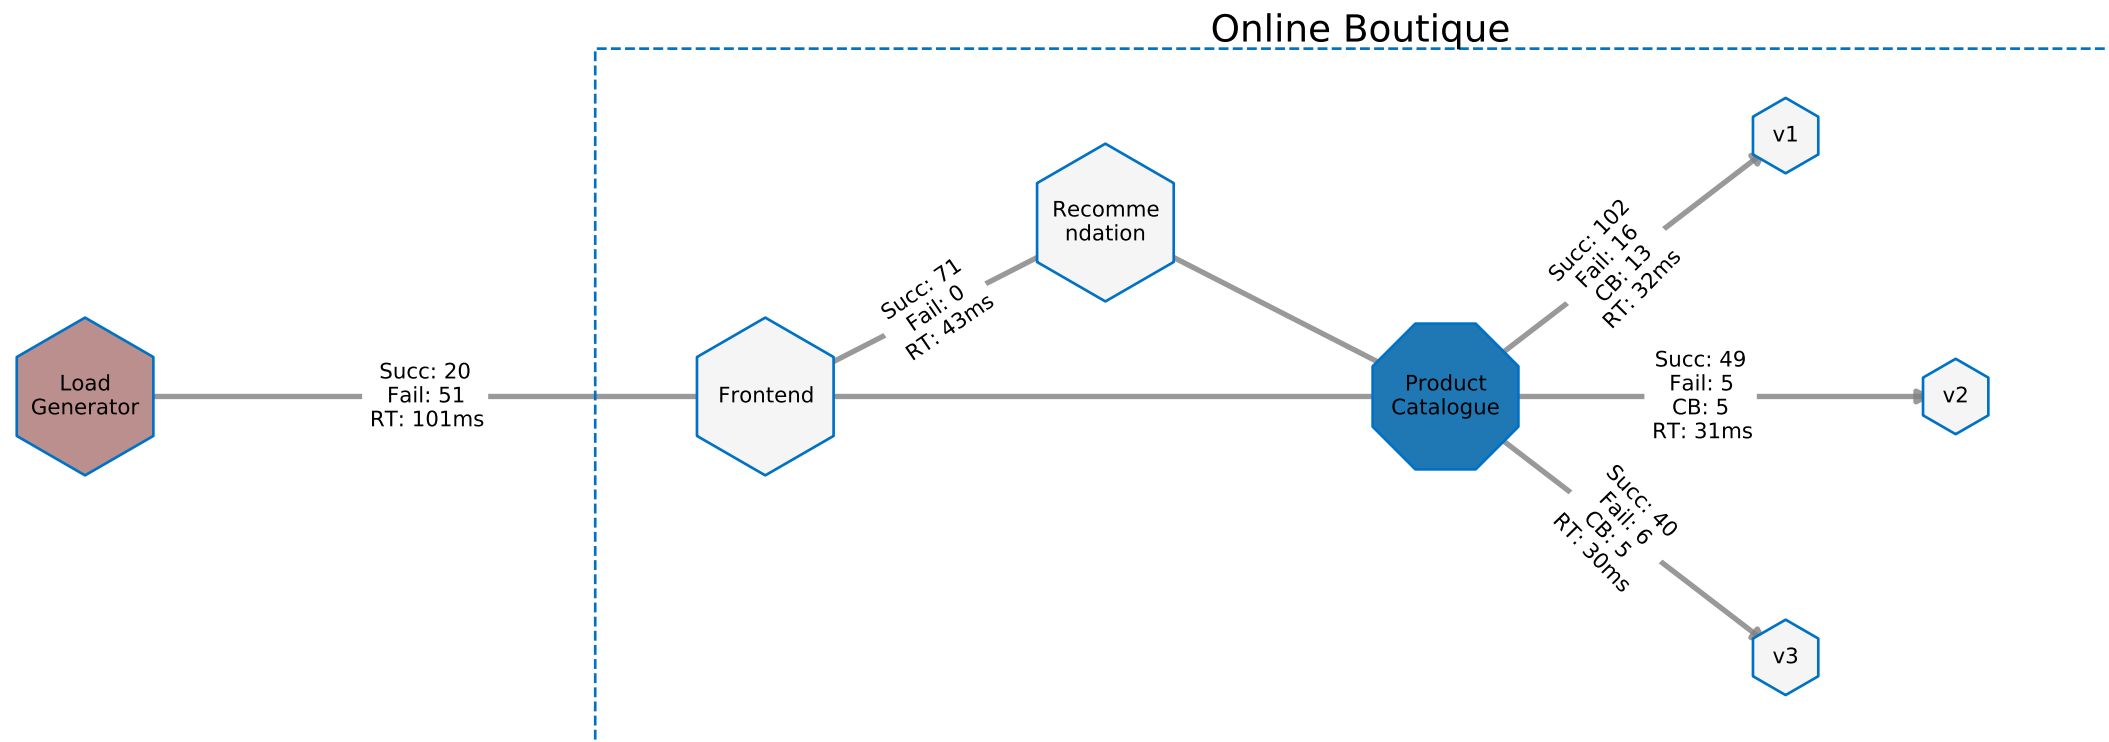 Online Boutique
Load
Generator
Succ: 20
Fail: 51
RT: 101ms
Frontend
Succ: 71
Fail: 0
RT: 43ms
Recomme
ndation
Product
Catalogue
Succ: 102
Fail: 16
CB: 13
RT: 32ms
v1
Succ: 49
Fail: 5
CB: 5
RT: 31ms
v2
Succ: 40
Fail: 6
CB: 5
RT: 30ms
v3